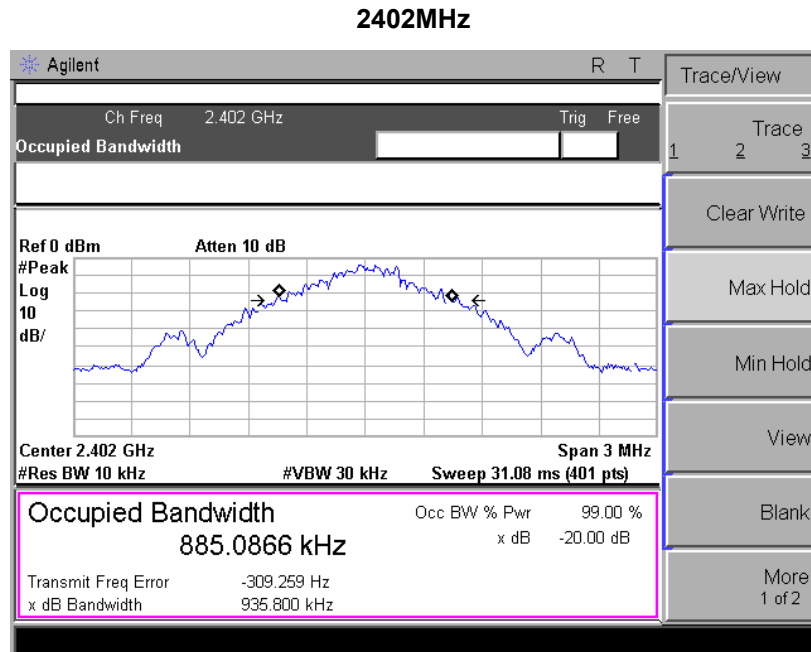 2402MHz
Agilent R T
Trace/View
Ch Freq 2.402 GHz Trig Free
Occupied Bandwidth
Trace
1 2 3
Clear Write
Max Hold
Min Hold
View
Blank
More
1 of 2
Ref 0 dBm Atten 10 dB
#Peak
Log
10
dB/
Center 2.402 GHz Span 3 MHz
#Res BW 10 kHz #VBW 30 kHz Sweep 31.08 ms (401 pts)
Occupied Bandwidth
885.0866 kHz
Occ BW % Pwr 99.00 %
x dB -20.00 dB
Transmit Freq Error -309.259 Hz
x dB Bandwidth 935.800 kHz